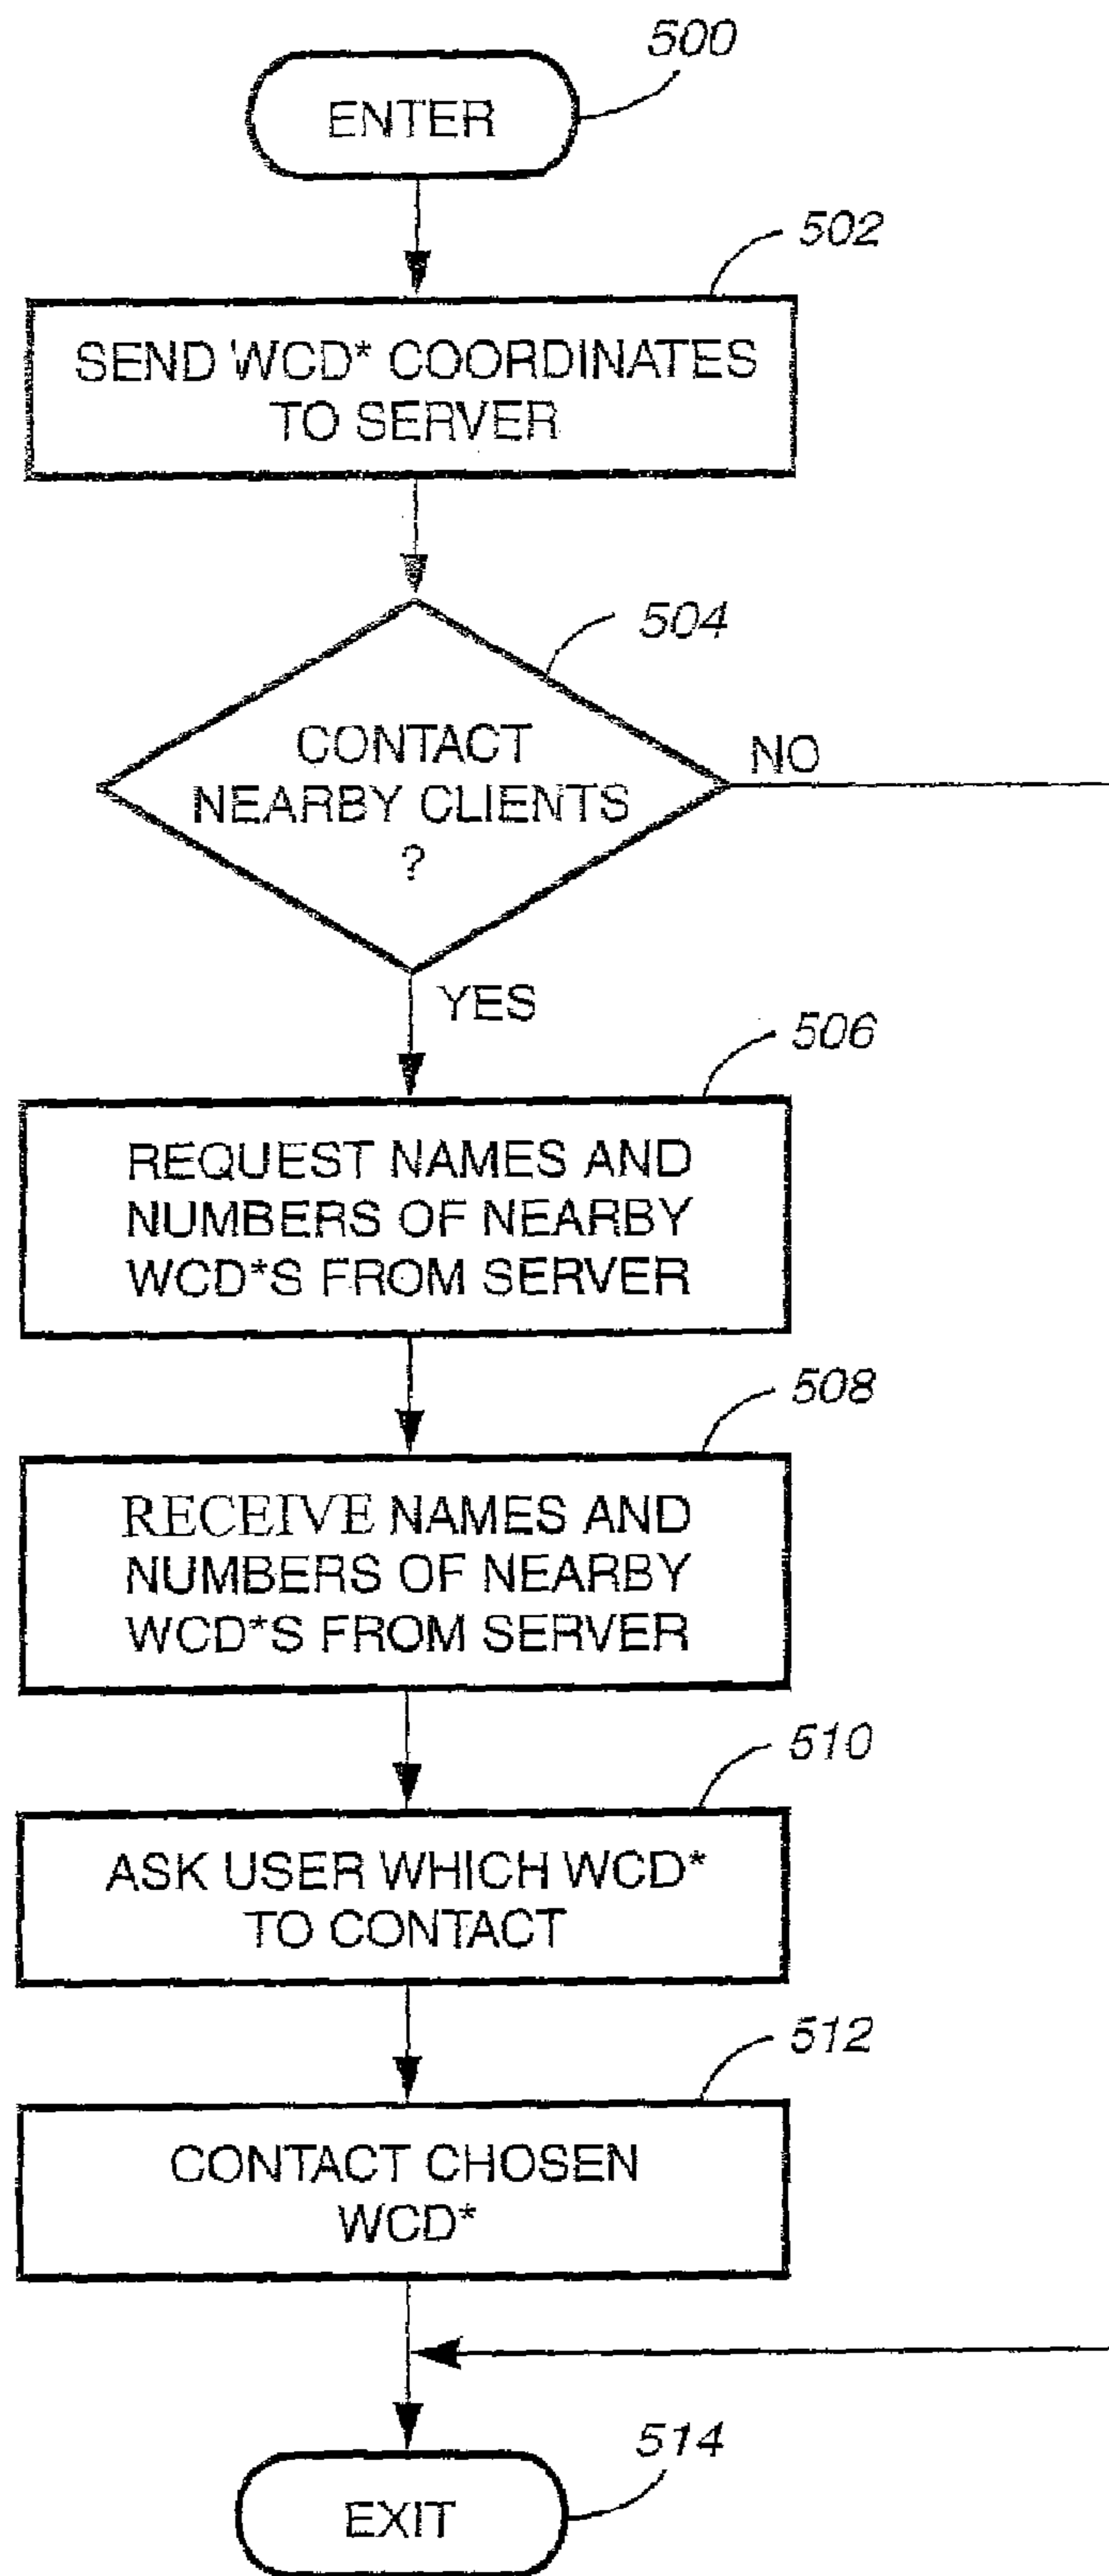 500
ENTER
502
SEND WCD* COORDINATES
TO SERVER
504
CONTACT
NEARBY CLIENTS
?
NO
YES
506
REQUEST NAMES AND
NUMBERS OF NEARBY
WCD*S FROM SERVER
508
RECEIVE NAMES AND
NUMBERS OF NEARBY
WCD*S FROM SERVER
510
ASK USER WHICH WCD*
TO CONTACT
512
CONTACT CHOSEN
WCD*
514
EXIT